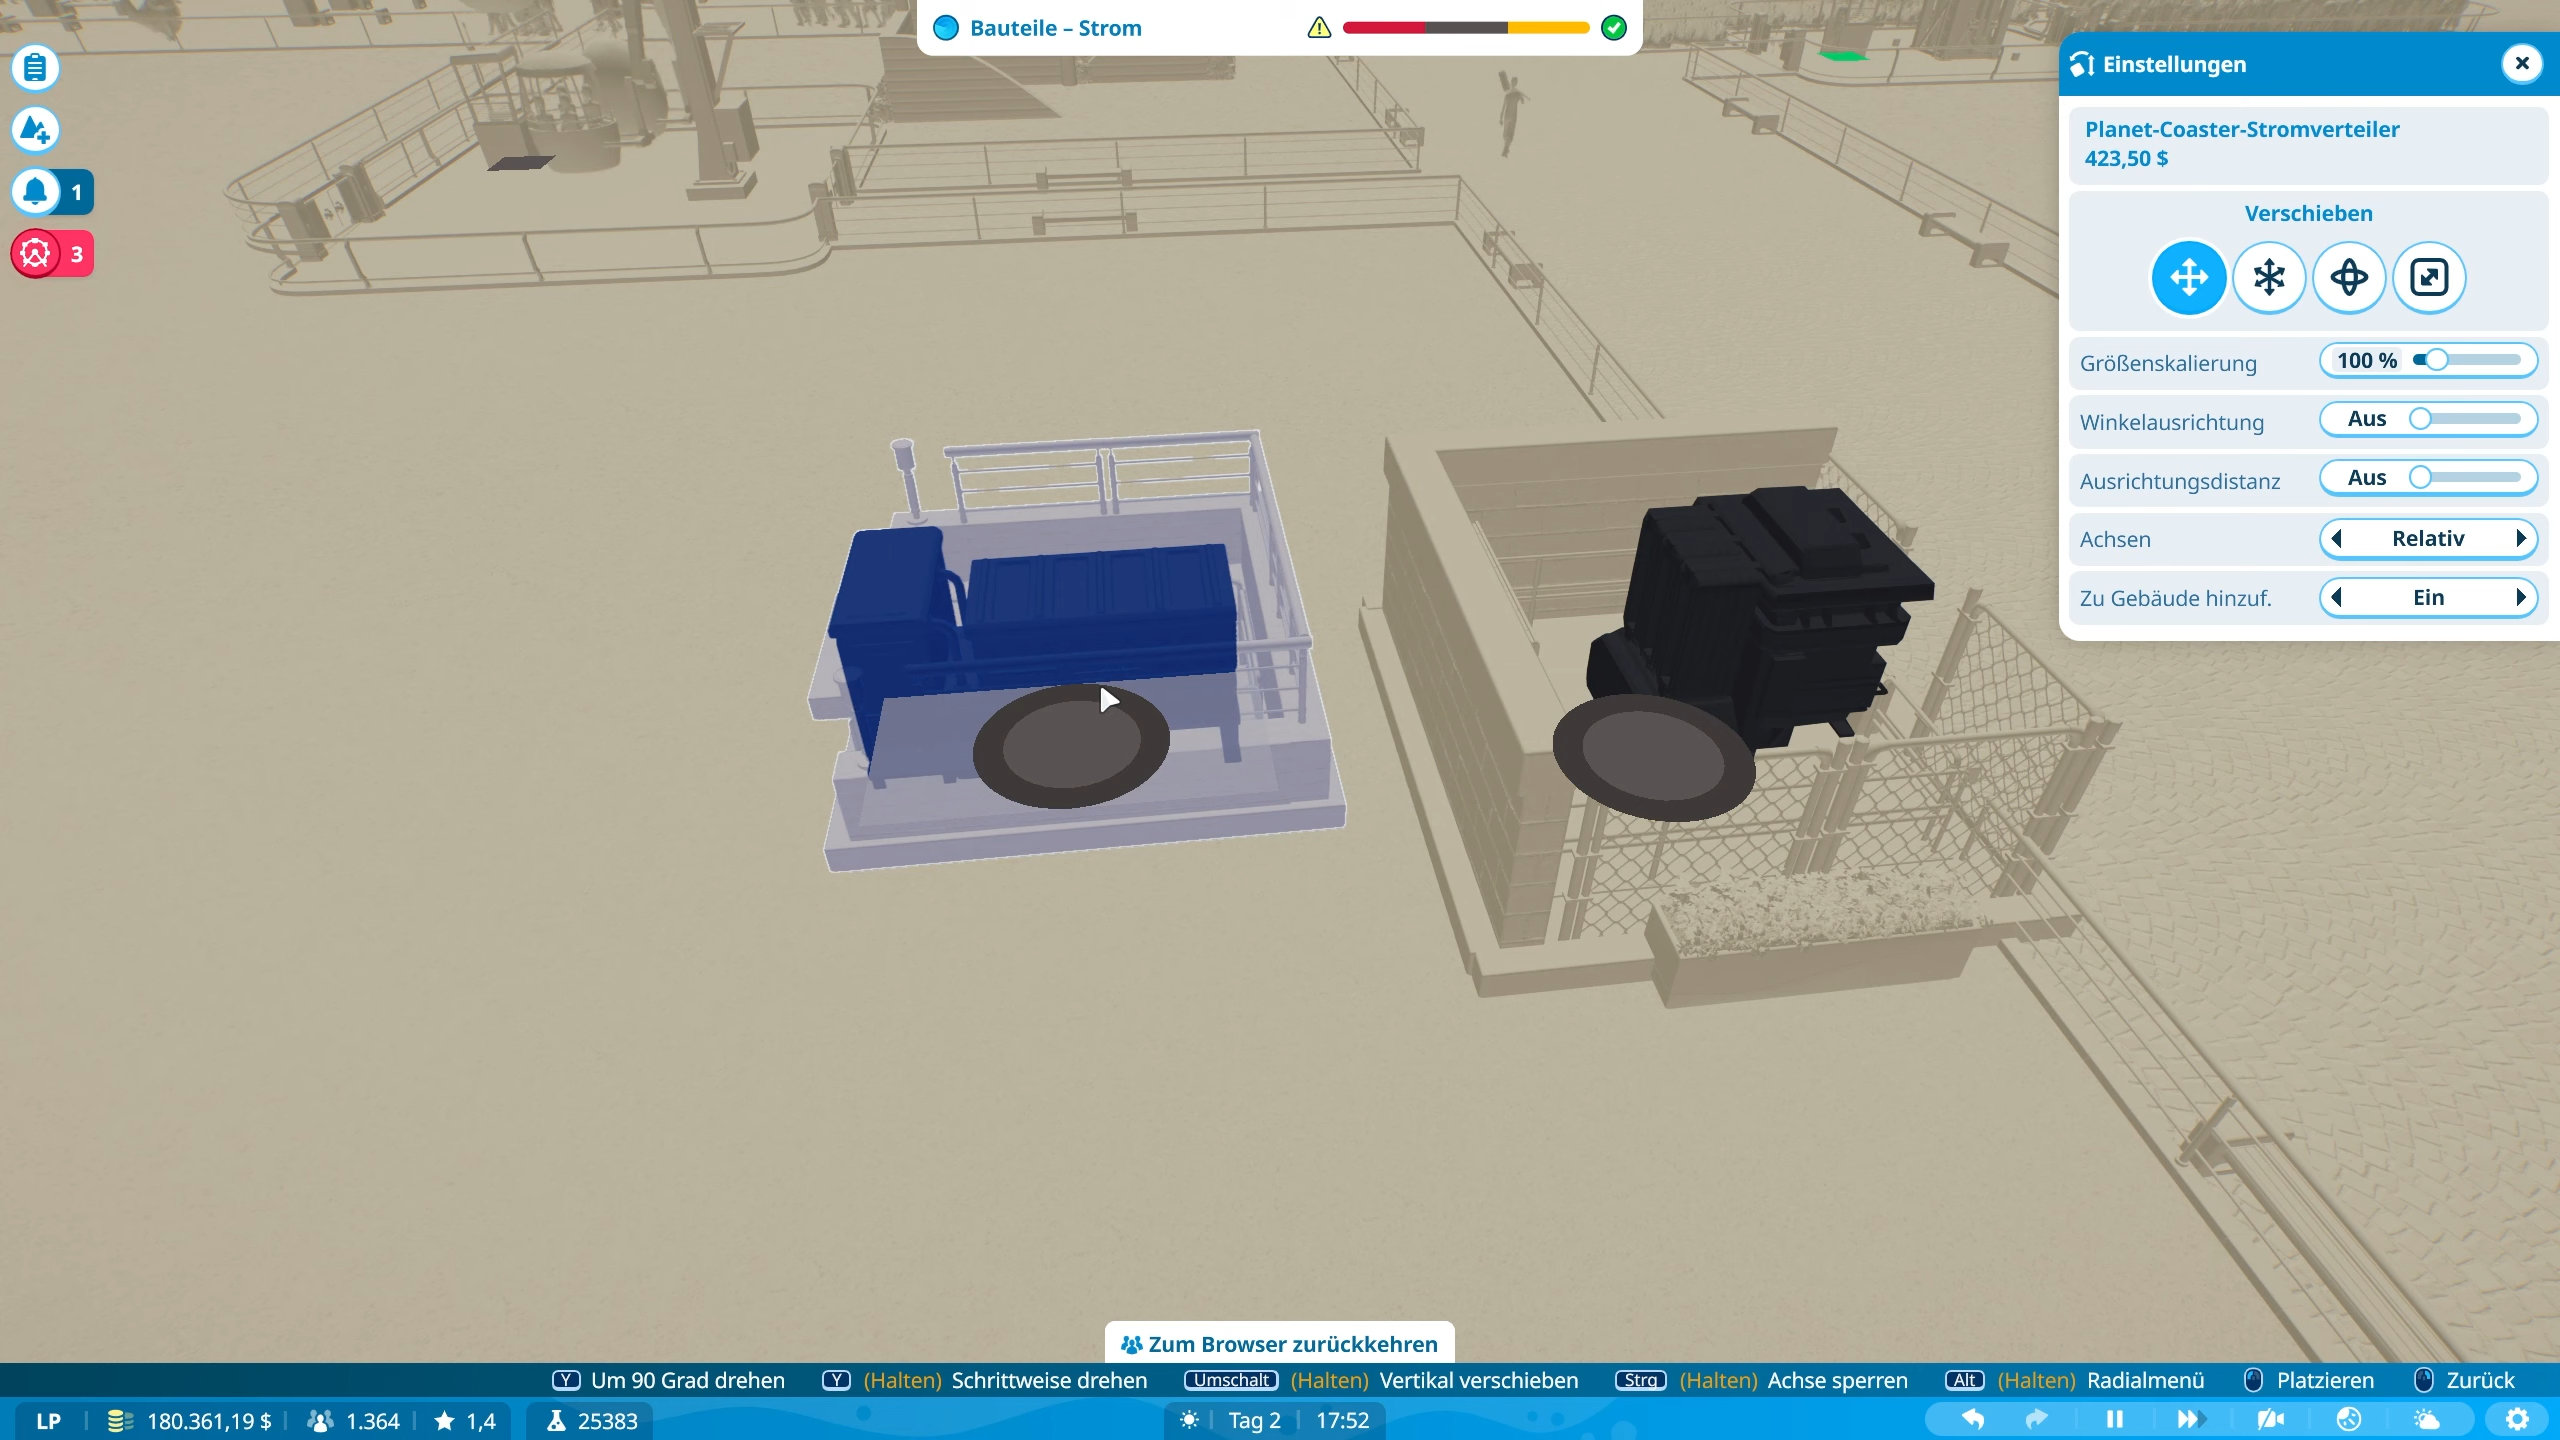 Bauteile – Strom
1
3
Einstellungen
Planet-Coaster-Stromverteiler
423,50 $
Verschieben
Größenskalierung
100 %
Winkelausrichtung
Aus
Ausrichtungsdistanz
Aus
Achsen
Relativ
Zu Gebäude hinzuf.
Ein
Zum Browser zurückkehren
Y Um 90 Grad drehen Y (Halten) Schrittweise drehen Umschalt (Halten) Vertikal verschieben Strg (Halten) Achse sperren Alt (Halten) Radialmenü Platzieren Zurück
LP 180.361,19 $ 1.364 1,4 25383 Tag 2 17:52